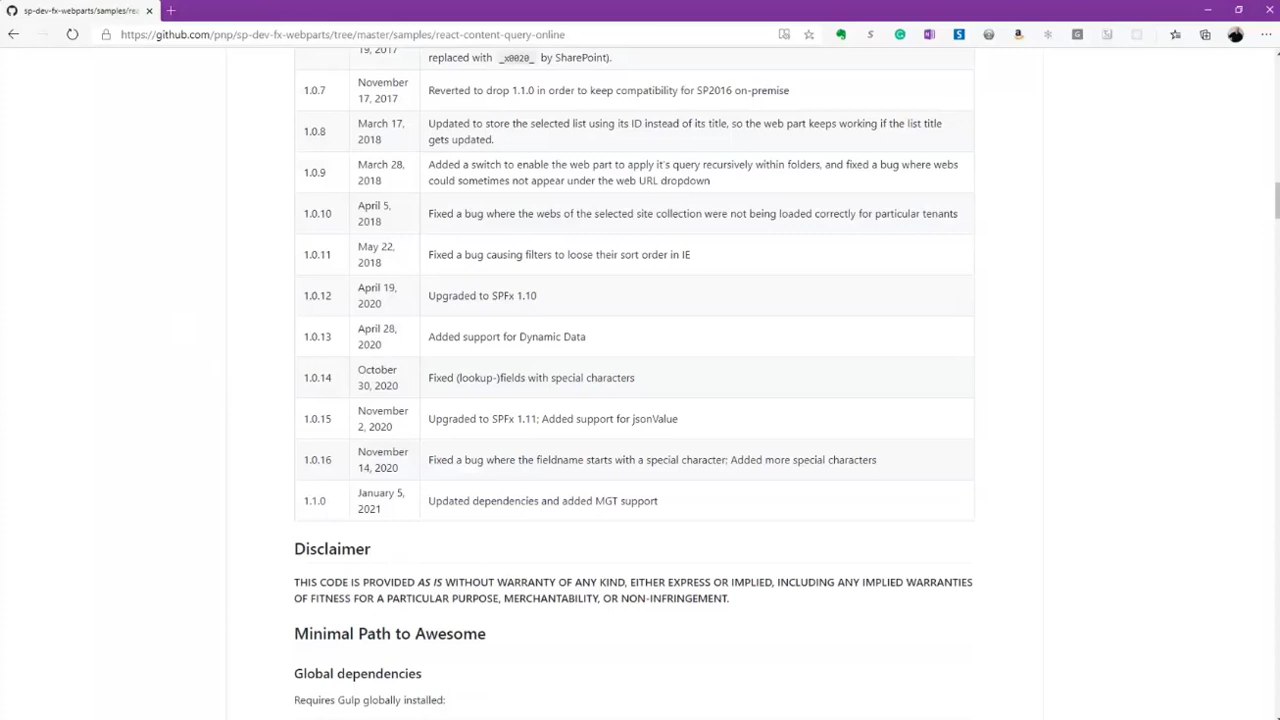 sp-dev-fx-webparts/samples/rea
https://github.com/pnp/sp-dev-fx-webparts/tree/master/samples/react-content-query-online
19, 2017
replaced with _x0020_ by SharePoint).
1.0.7
November
17, 2017
Reverted to drop 1.1.0 in order to keep compatibility for SP2016 on-premise
1.0.8
March 17,
2018
Updated to store the selected list using its ID instead of its title, so the web part keeps working if the list title
gets updated.
1.0.9
March 28,
2018
Added a switch to enable the web part to apply it's query recursively within folders, and fixed a bug where webs
could sometimes not appear under the web URL dropdown
1.0.10
April 5,
2018
Fixed a bug where the webs of the selected site collection were not being loaded correctly for particular tenants
1.0.11
May 22,
2018
Fixed a bug causing filters to loose their sort order in IE
1.0.12
April 19,
2020
Upgraded to SPFx 1.10
1.0.13
April 28,
2020
Added support for Dynamic Data
1.0.14
October
30, 2020
Fixed (lookup-)fields with special characters
1.0.15
November
2, 2020
Upgraded to SPFx 1.11; Added support for jsonValue
1.0.16
November
14, 2020
Fixed a bug where the fieldname starts with a special character; Added more special characters
1.1.0
January 5,
2021
Updated dependencies and added MGT support
Disclaimer
THIS CODE IS PROVIDED AS IS WITHOUT WARRANTY OF ANY KIND, EITHER EXPRESS OR IMPLIED, INCLUDING ANY IMPLIED WARRANTIES
OF FITNESS FOR A PARTICULAR PURPOSE, MERCHANTABILITY, OR NON-INFRINGEMENT.
Minimal Path to Awesome
Global dependencies
Requires Gulp globally installed: